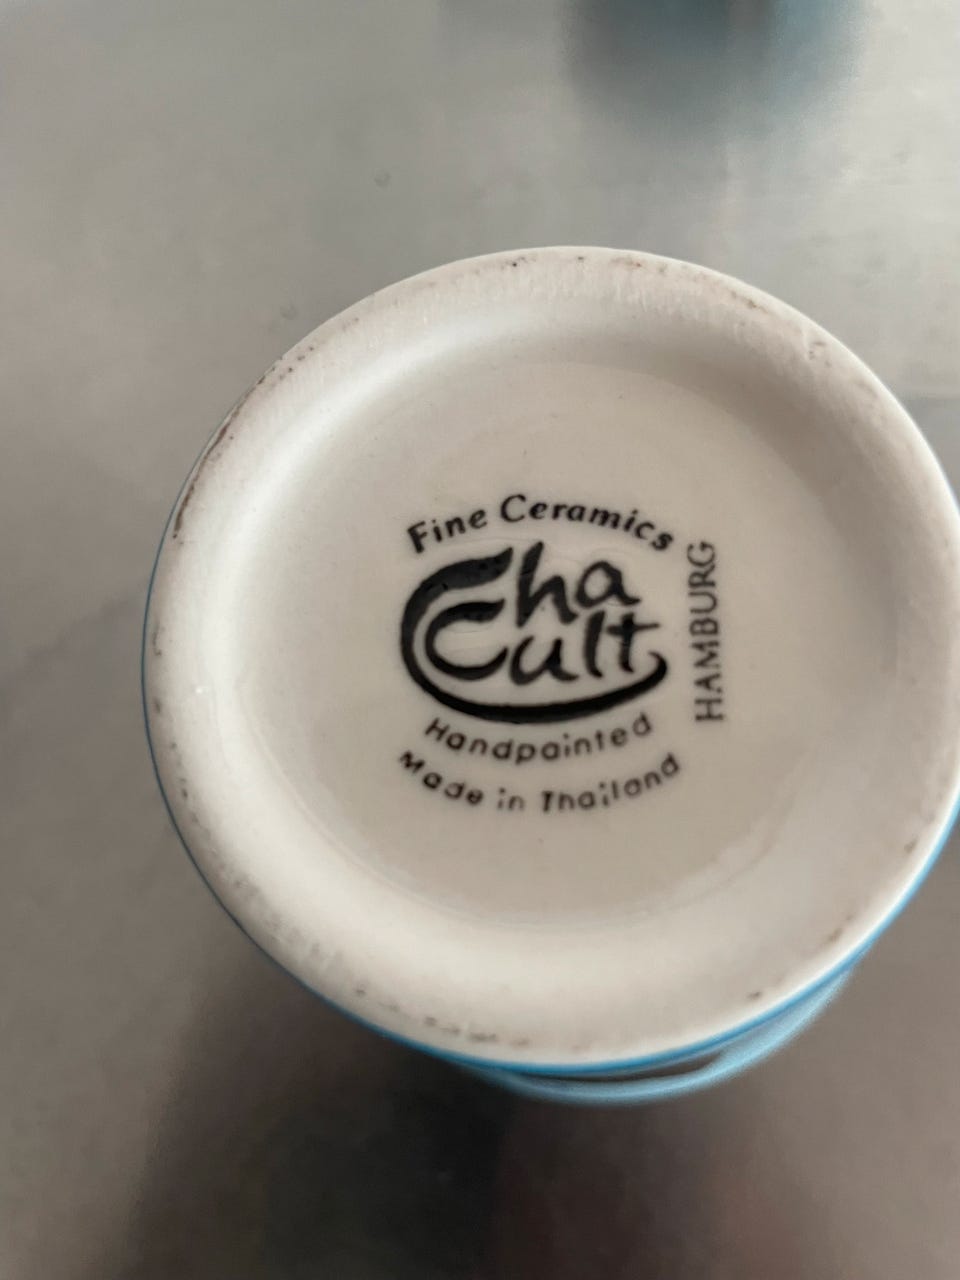 Fine Ceramics
Cha
Cult
HAMBURG
Handpainted
Made in Thailand